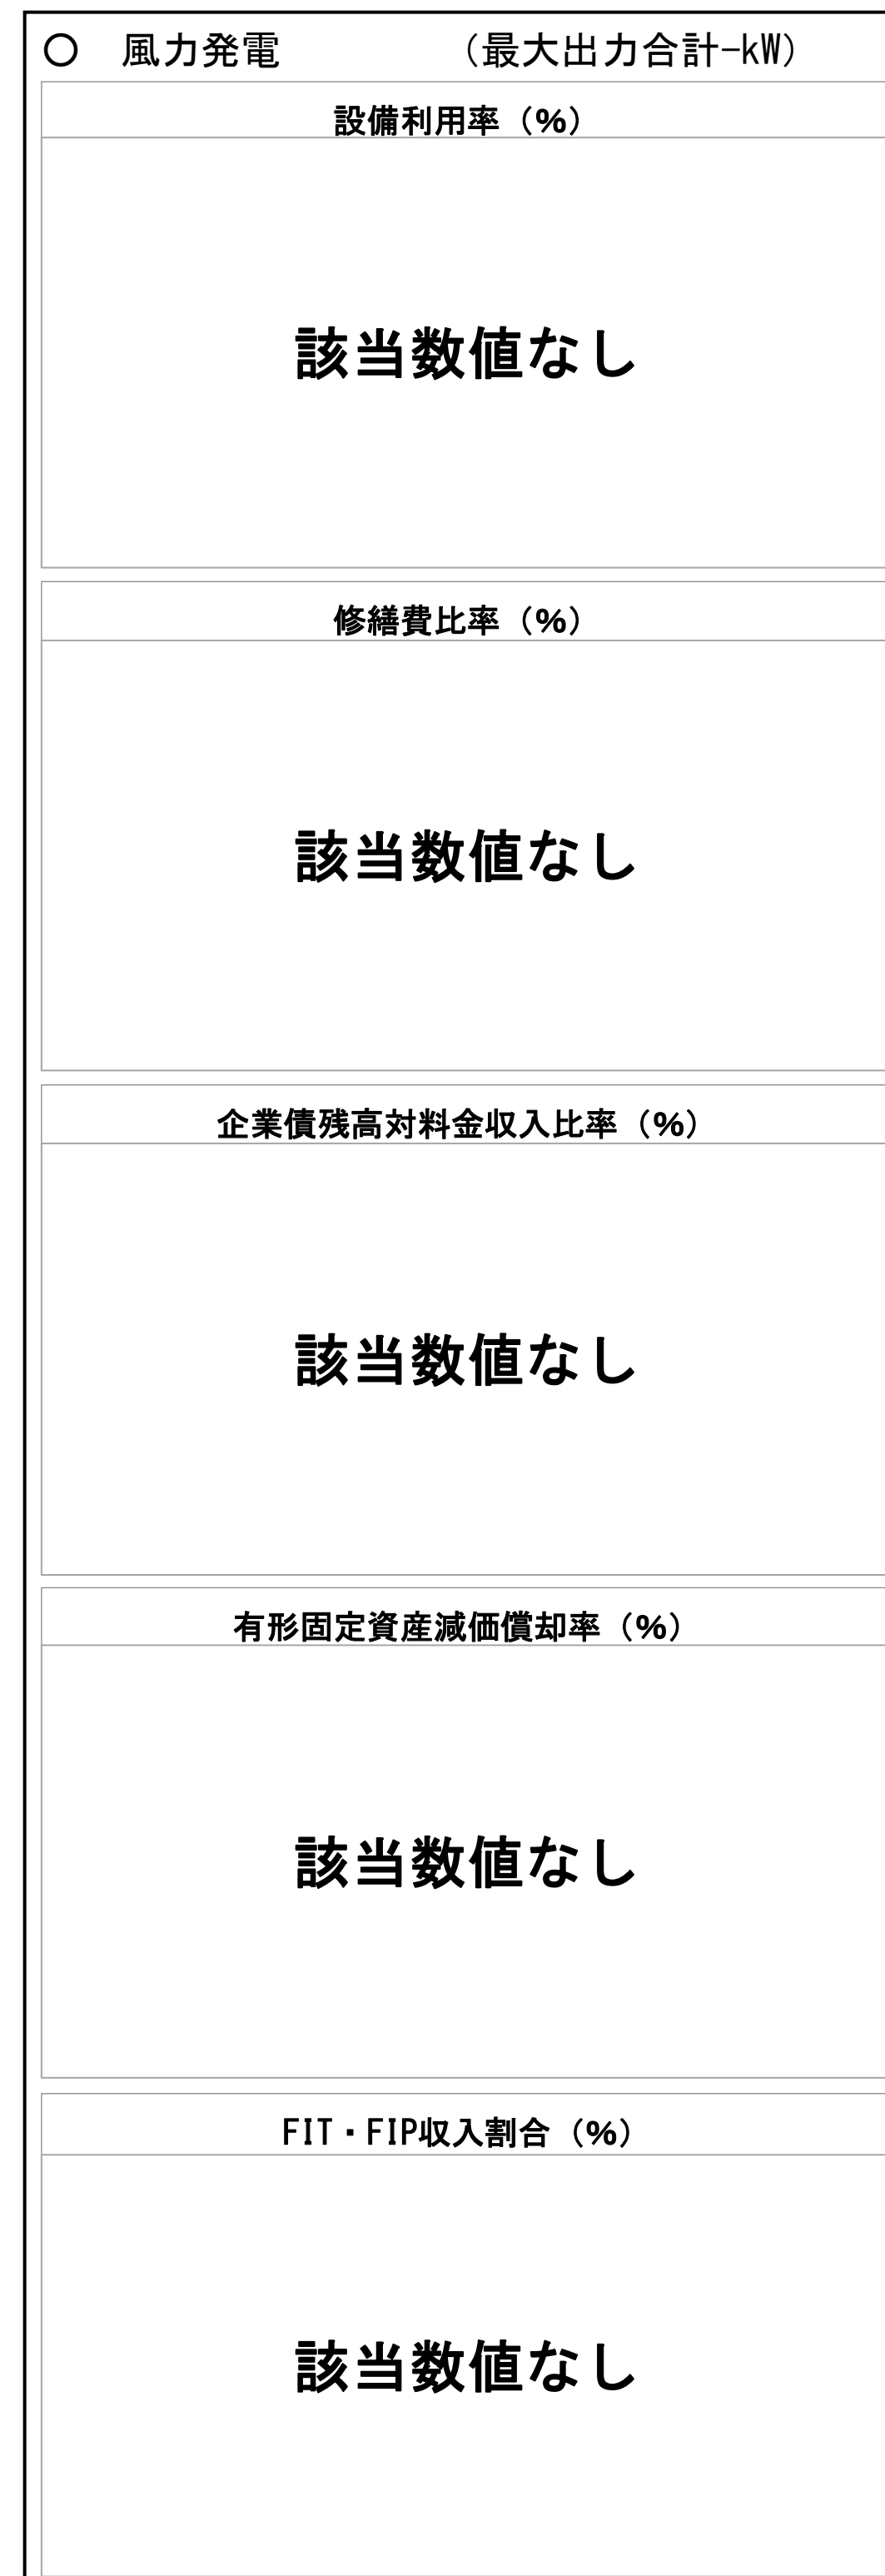 ○　風力発電　　　　　（最大出力合計-kW）
設備利用率（%）
該当数値なし
修繕費比率（%）
該当数値なし
企業債残高対料金収入比率（%）
該当数値なし
有形固定資産減価償却率（%）
該当数値なし
FIT・FIP収入割合（%）
該当数値なし